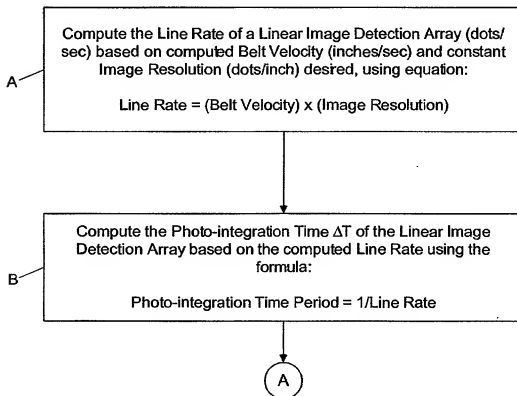 Compute the Line Rate of a Linear Image Detection Array (dots/
sec) based on computed Belt Velocity (inches/sec) and constant
Image Resolution (dots/inch) desired, using equation:
A
Line Rate = (Belt Velocity) x (Image Resolution)
Compute the Photo-integration Time ΔT of the Linear Image
Detection Array based on the computed Line Rate using the
formula:
B
Photo-integration Time Period = 1/Line Rate
A